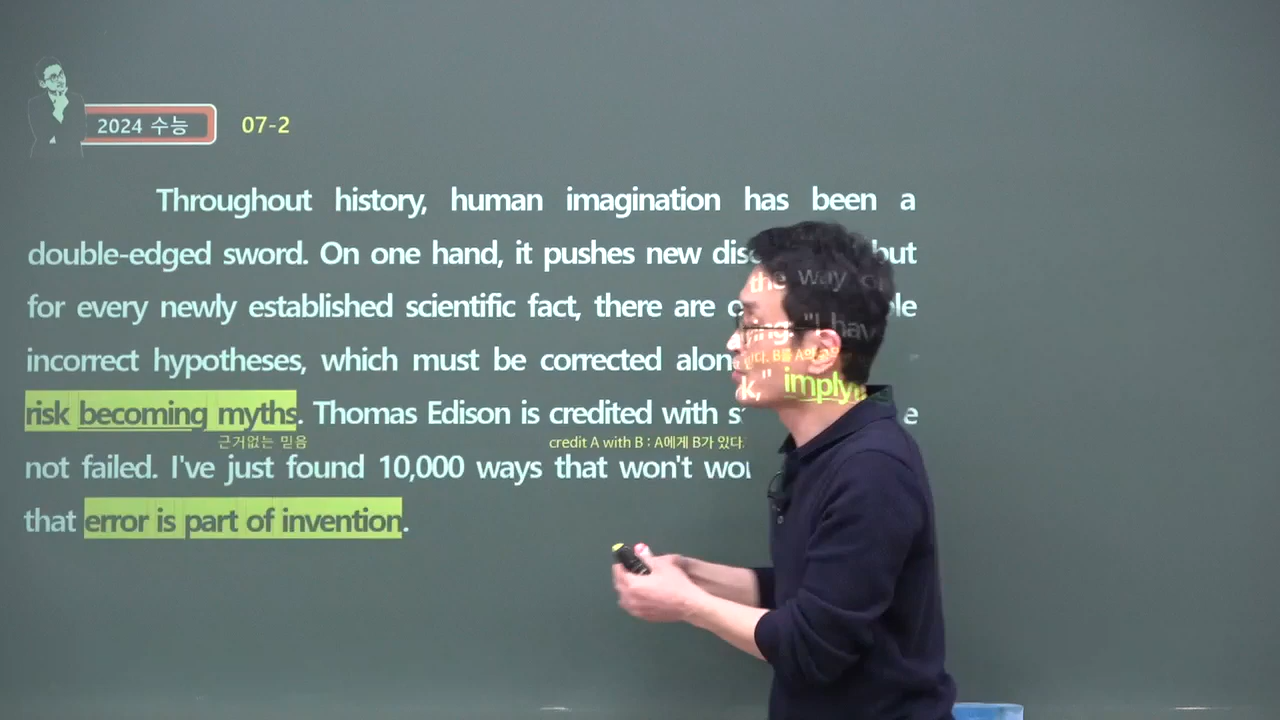 2024 수능 07-2
Throughout history, human imagination has been a
double-edged sword. On one hand, it pushes new but
for every newly established scientific fact, there are
incorrect hypotheses, which must be corrected the way
risk becoming myths. Thomas Edison is credited with "I
근거없는 믿음 credit A with B : A에게 B가 있다.
not failed. I've just found 10,000 ways that won't
that error is part of invention.